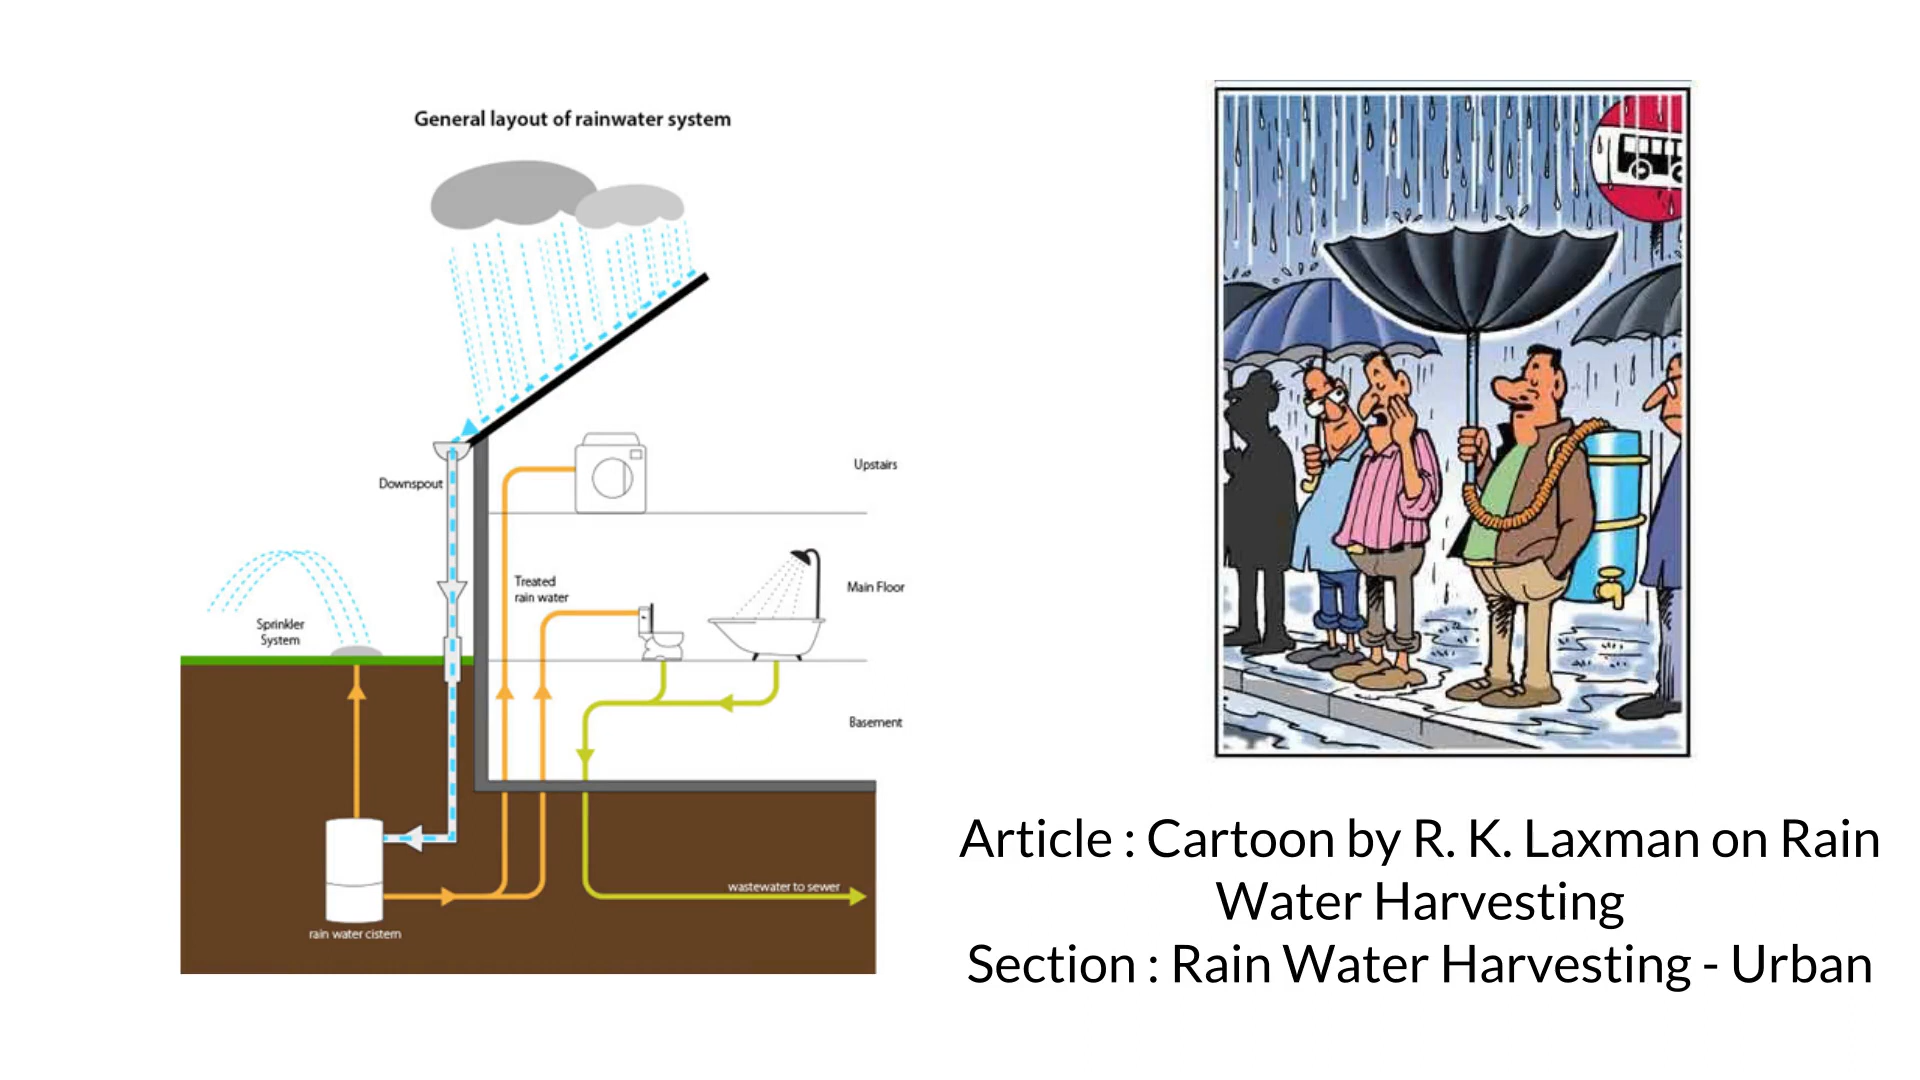 General layout of rainwater system
Downspout
Upstairs
Treated
rain water
Main Floor
Sprinkler
System
Basement
wastewater to sewer
rain water cistern
Article : Cartoon by R. K. Laxman on Rain
Water Harvesting
Section : Rain Water Harvesting - Urban